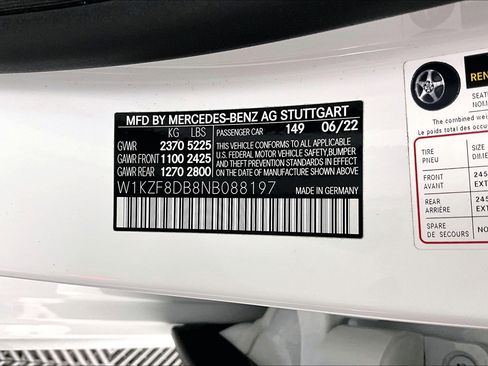 MFD BY MERCEDES-BENZ AG STUTTGART
KG LBS PASSENGER CAR 149 06/22
GVWR 2370 5225
GAWR FRONT 1100 2425
GAWR REAR 1270 2800
THIS VEHICLE CONFORMS TO ALL APPLICABLE
U.S. FEDERAL MOTOR VEHICLE SAFETY, BUMPER
AND THEFT PREVENTION STANDARDS IN EFFECT
ON THE DATE OF MANUFACTURE SHOWN ABOVE.
W1KZF8DB8NB088197 MADE IN GERMANY
The combined
Le poids total des occ
TIRE
PNEU
FRONT
AVANT
REAR
ARRIÈRE
SPARE
DE SECOURS
245
EXT
245
EXT